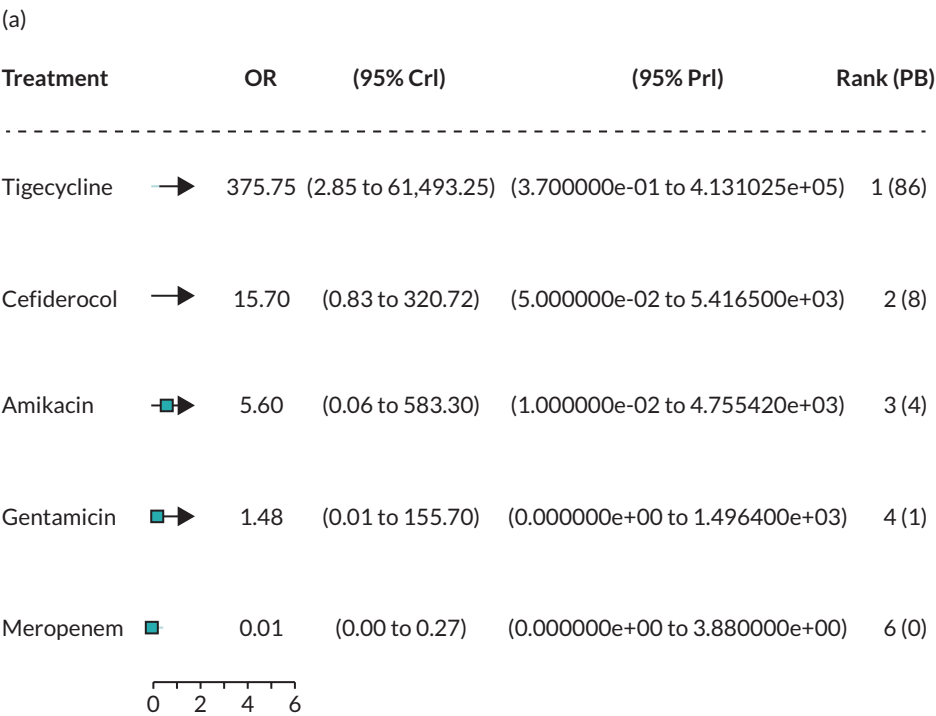 (a)
Treatment OR (95% CrI) (95% PrI) Rank (PB)
Tigecycline 375.75 (2.85 to 61,493.25) (3.700000e-01 to 4.131025e+05) 1 (86)
Cefiderocol 15.70 (0.83 to 320.72) (5.000000e-02 to 5.416500e+03) 2 (8)
Amikacin 5.60 (0.06 to 583.30) (1.000000e-02 to 4.755420e+03) 3 (4)
Gentamicin 1.48 (0.01 to 155.70) (0.000000e+00 to 1.496400e+03) 4 (1)
Meropenem 0.01 (0.00 to 0.27) (0.000000e+00 to 3.880000e+00) 6 (0)
0 2 4 6